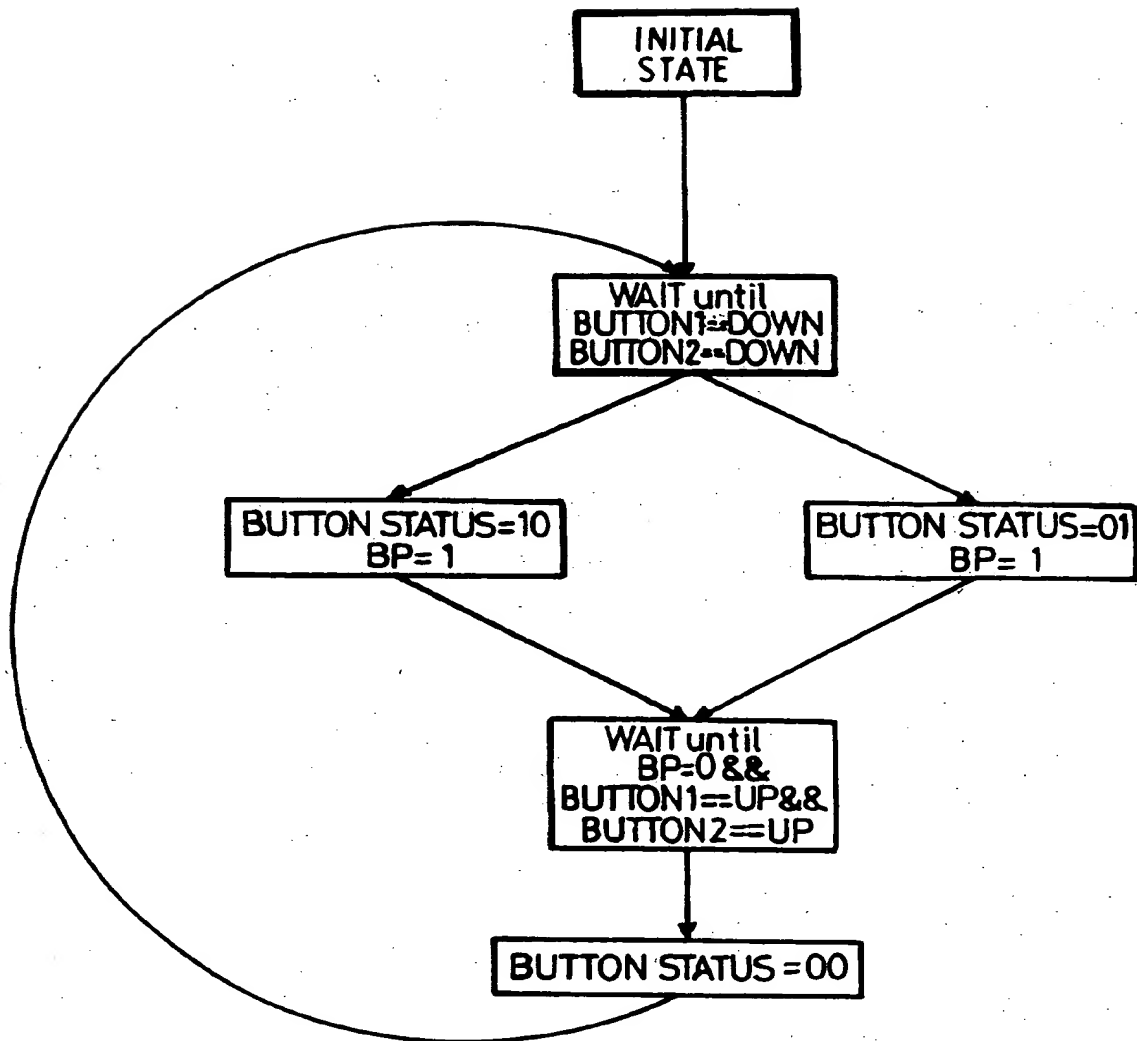 INITIAL
STATE
WAIT until
BUTTON1==DOWN
BUTTON2==DOWN
BUTTON STATUS=10
BP= 1
BUTTON STATUS=01
BP= 1
WAIT until
BP=0 &&
BUTTON1==UP&&
BUTTON2==UP
BUTTON STATUS =00